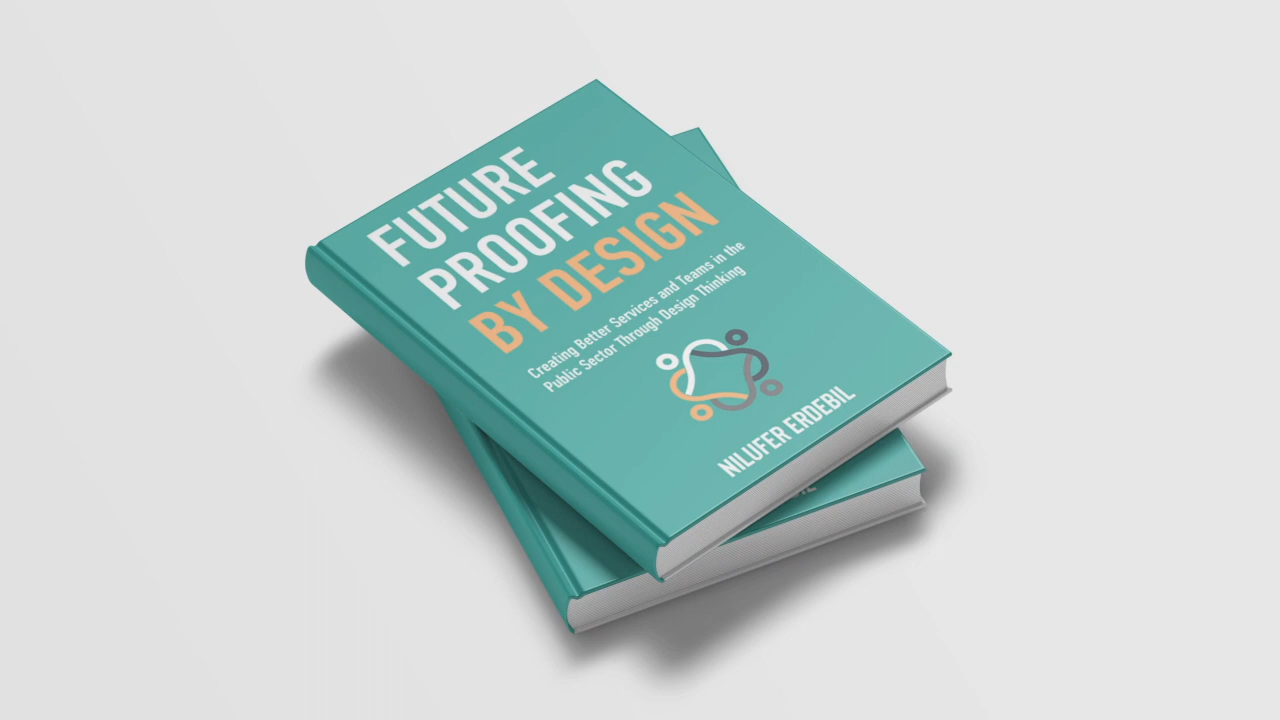 FUTURE
PROOFING
BY DESIGN
Creating Better Services and Teams in the
Public Sector Through Design Thinking
NILUFER ERDEBIL